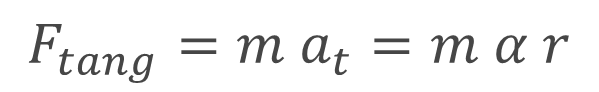 F_tang = m a_t = m α r